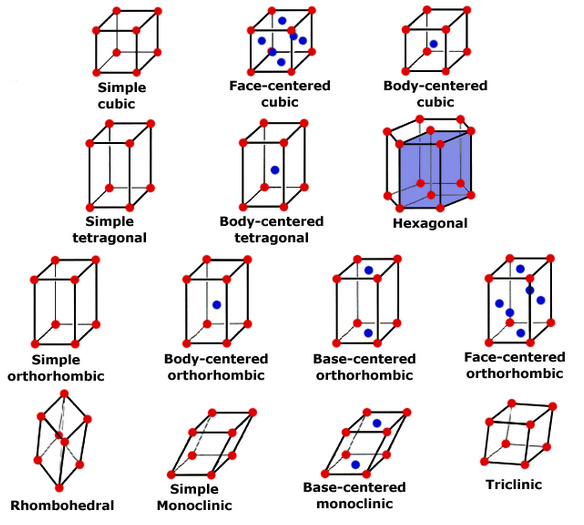 Simple
cubic
Face-centered
cubic
Body-centered
cubic
Simple
tetragonal
Body-centered
tetragonal
Hexagonal
Simple
orthorhombic
Body-centered
orthorhombic
Base-centered
orthorhombic
Face-centered
orthorhombic
Rhombohedral
Simple
Monoclinic
Base-centered
monoclinic
Triclinic